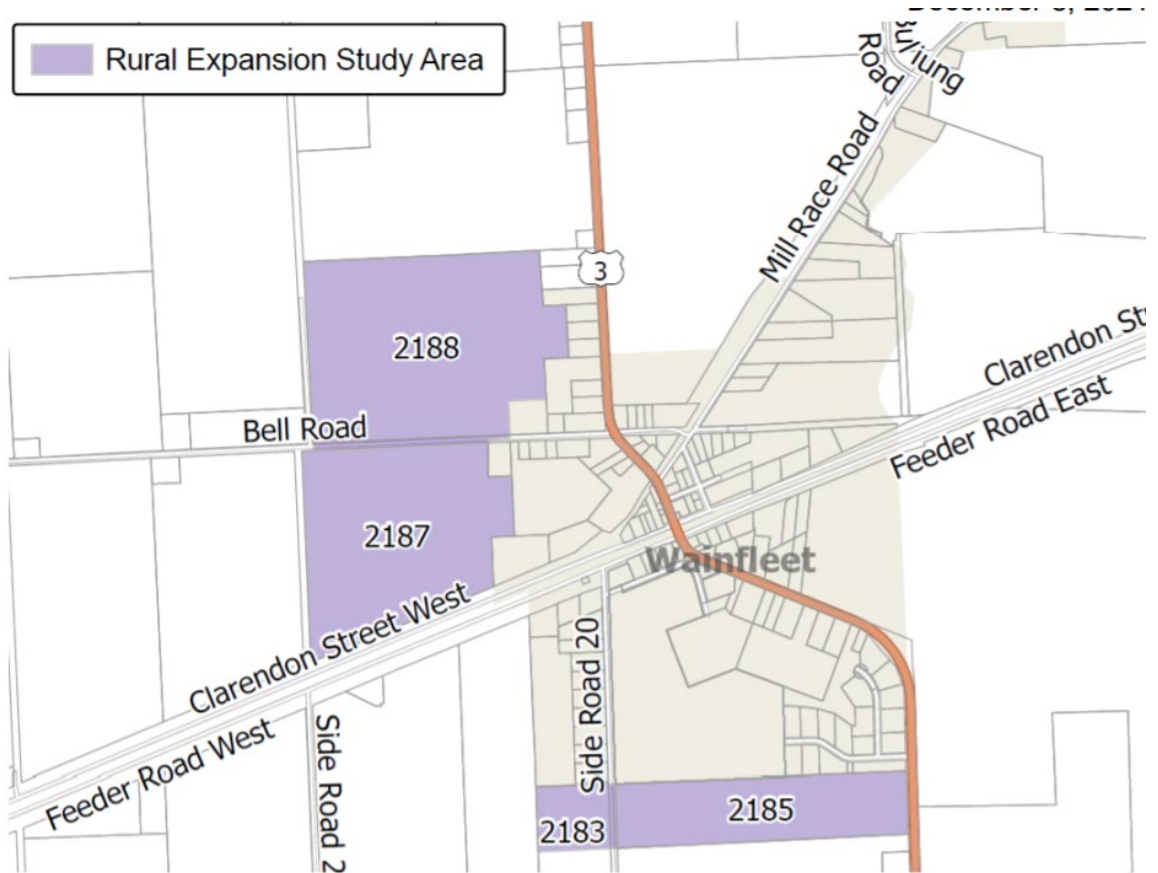 Rural Expansion Study Area
Road
Mill Race Road
3
2188
Clarendon
Bell Road
Feeder Road East
2187
Wainfleet
Clarendon Street West
Side Road 20
Feeder Road West
Side Road 2
2185
2183